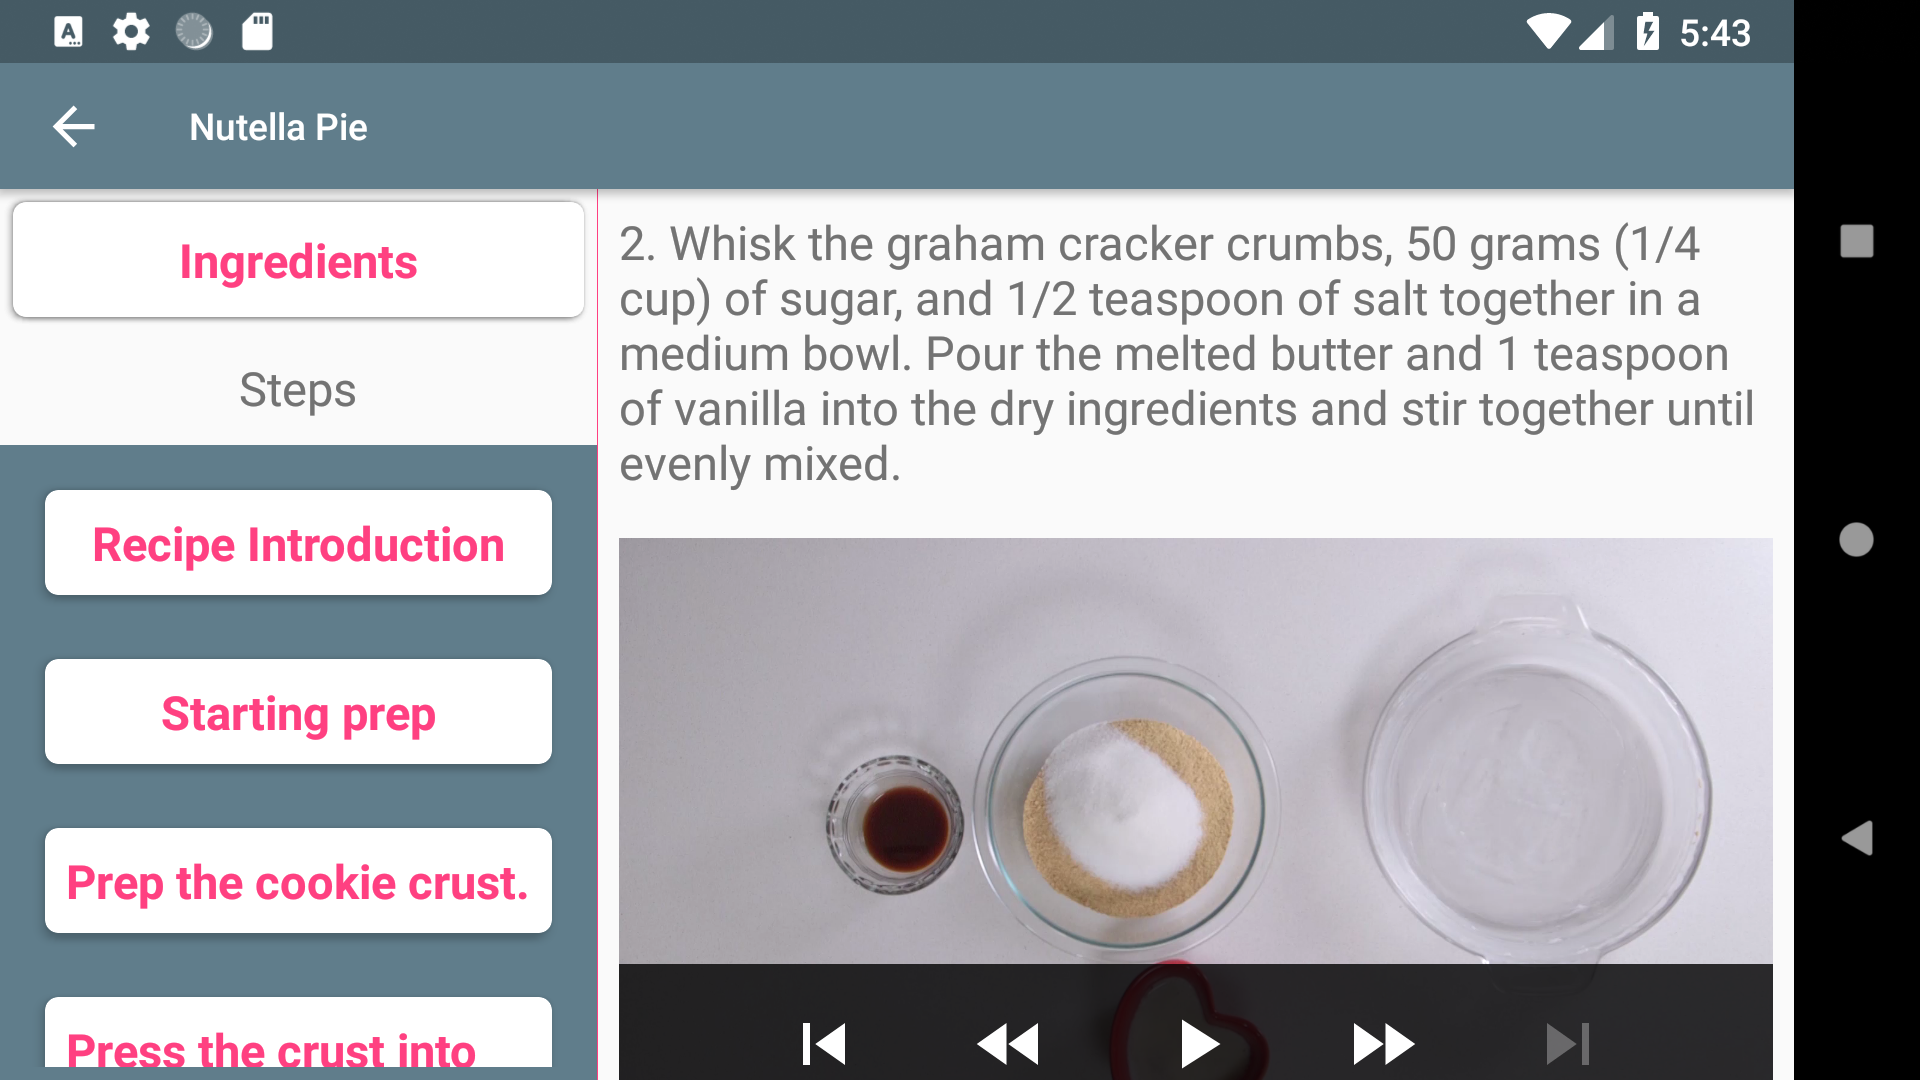 5:43
Nutella Pie
Ingredients
Steps
Recipe Introduction
Starting prep
Prep the cookie crust.
Press the crust into
2. Whisk the graham cracker crumbs, 50 grams (1/4
cup) of sugar, and 1/2 teaspoon of salt together in a
medium bowl. Pour the melted butter and 1 teaspoon
of vanilla into the dry ingredients and stir together until
evenly mixed.